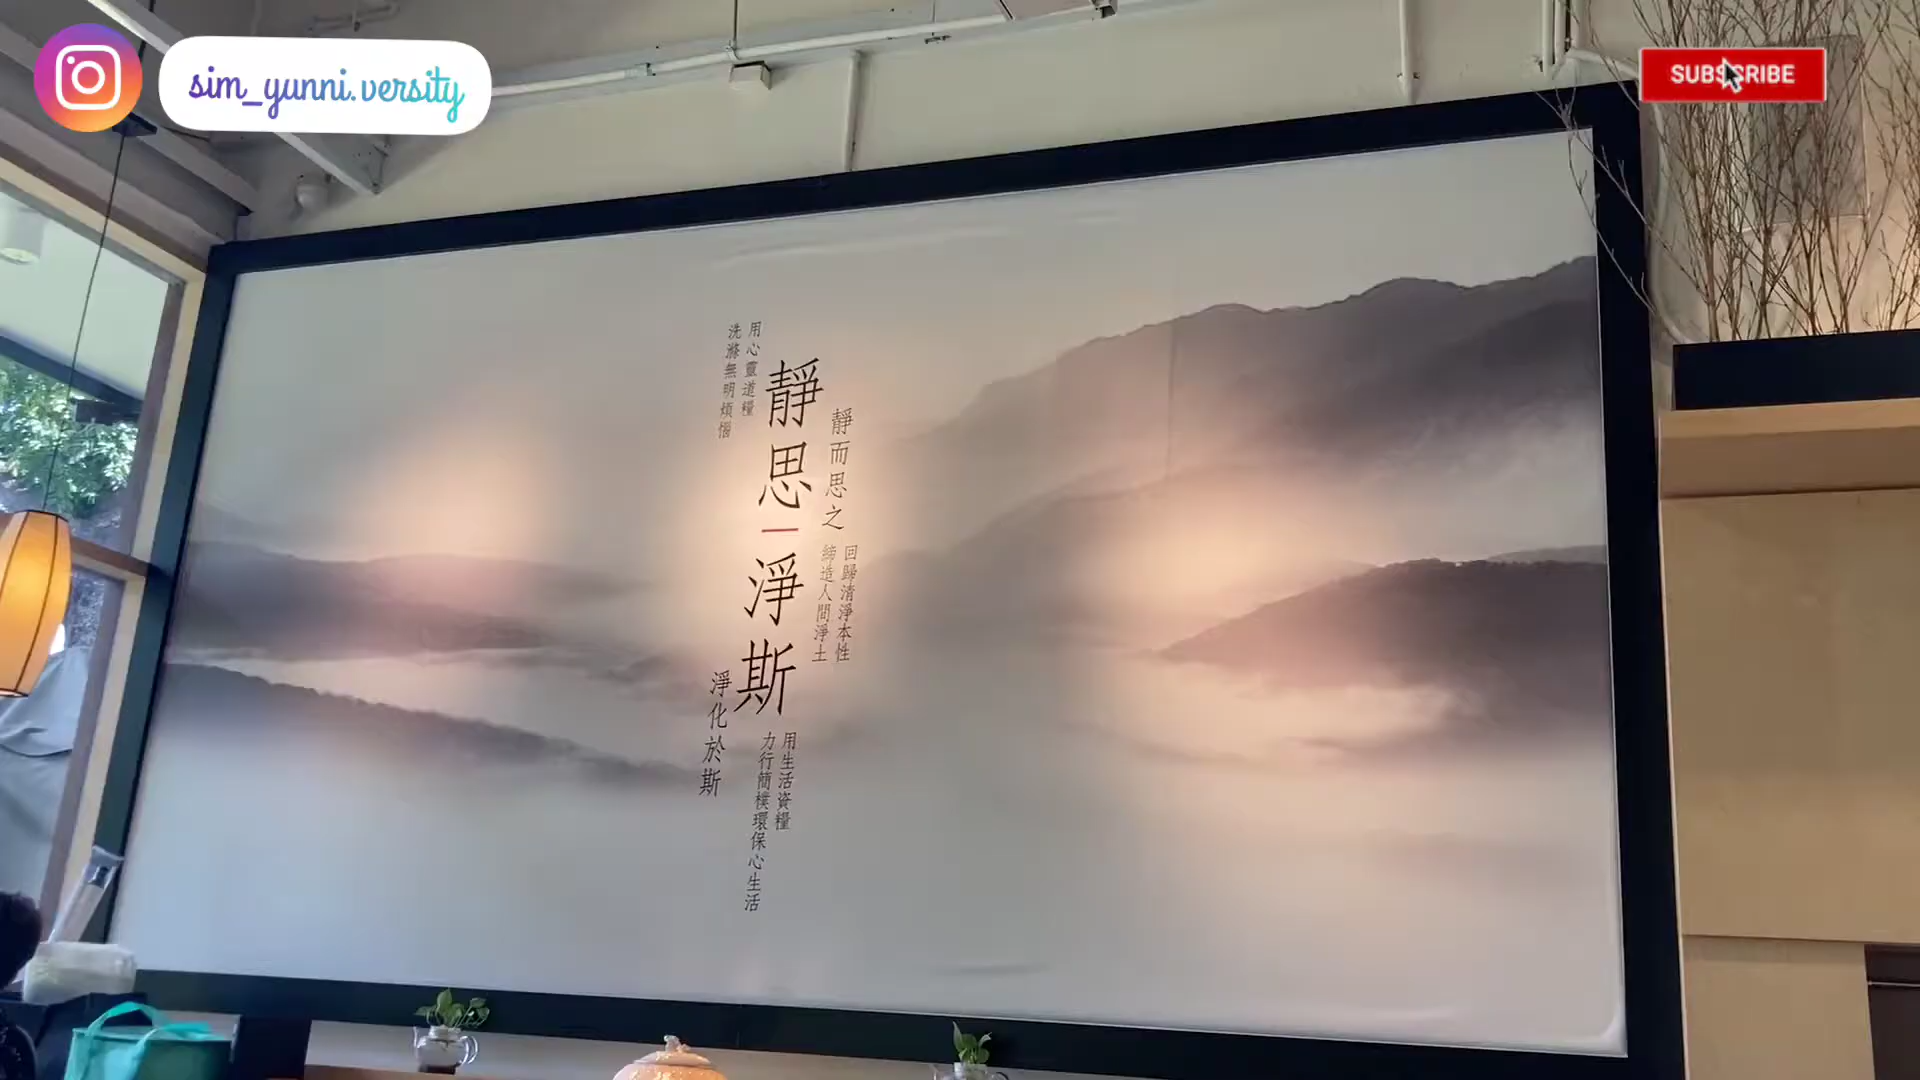 sim_yunni.versity
SUBSCRIBE
靜思
淨斯
靜而思之
回歸清淨本性
締造人間淨土
用心靈道糧
洗滌無明煩惱
淨化於斯
用生活資糧
力行簡樸環保心生活